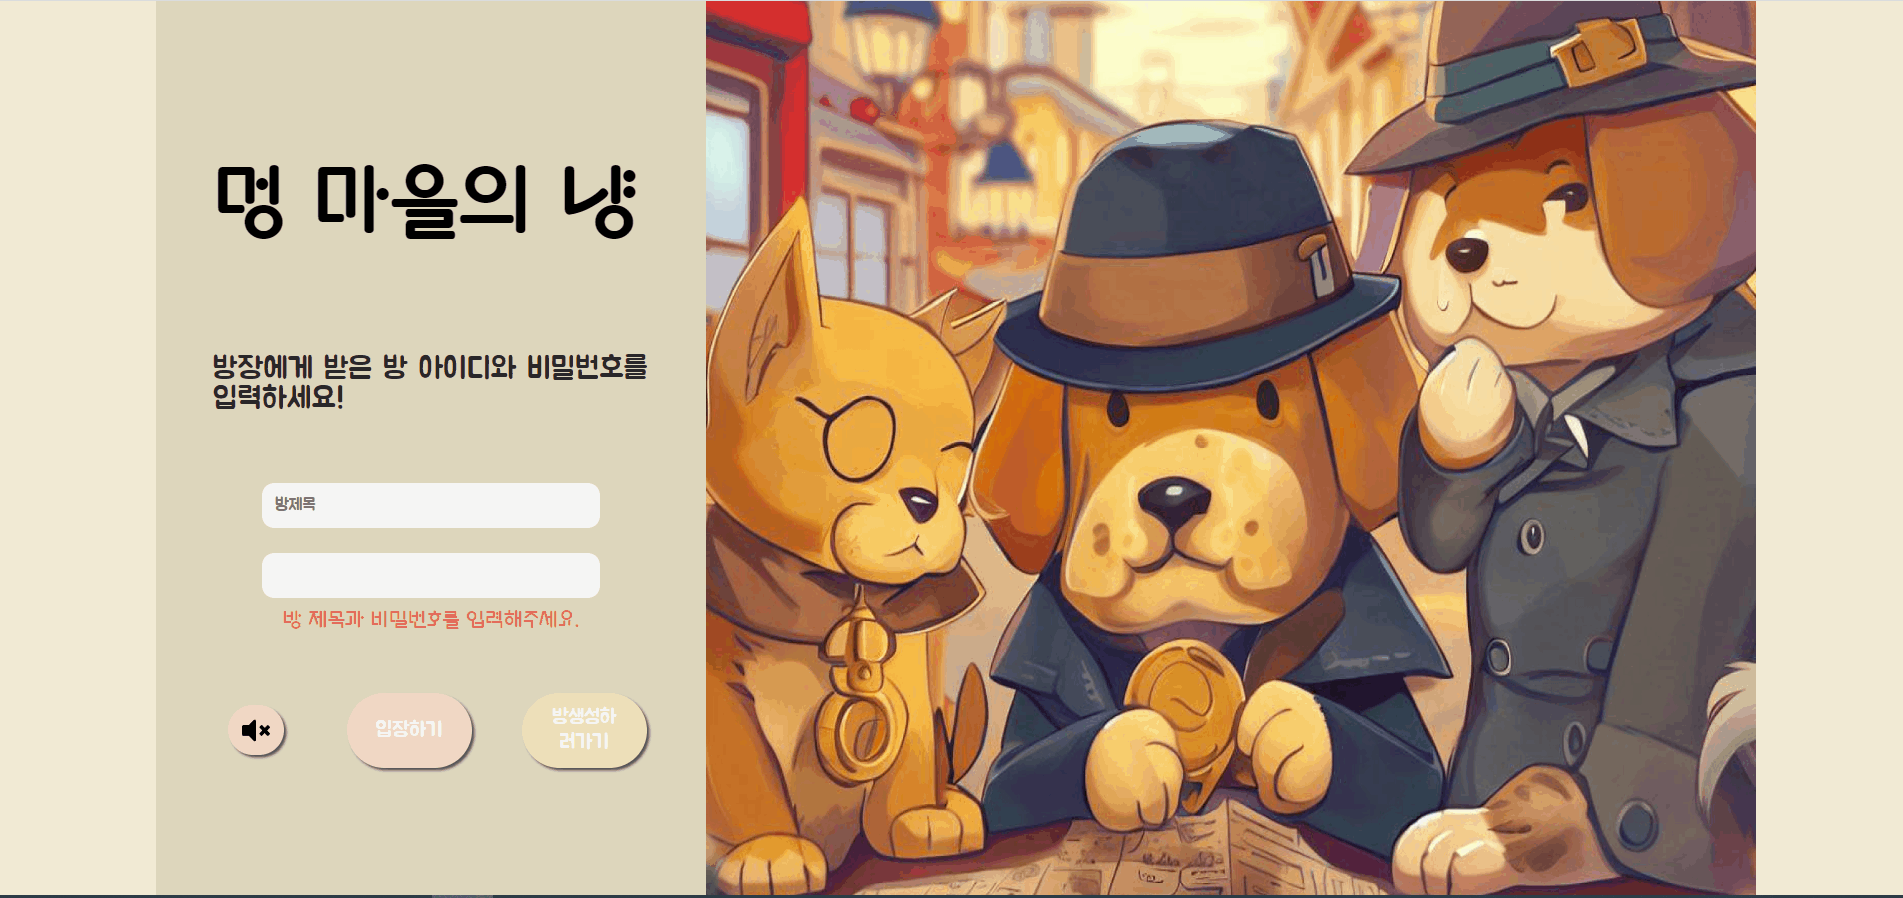 멍 마을의 냥
방장에게 받은 방 아이디와 비밀번호를
입력하세요!
방제목
방 제목과 비밀번호를 입력해주세요.
입장하기
방생성하
러가기